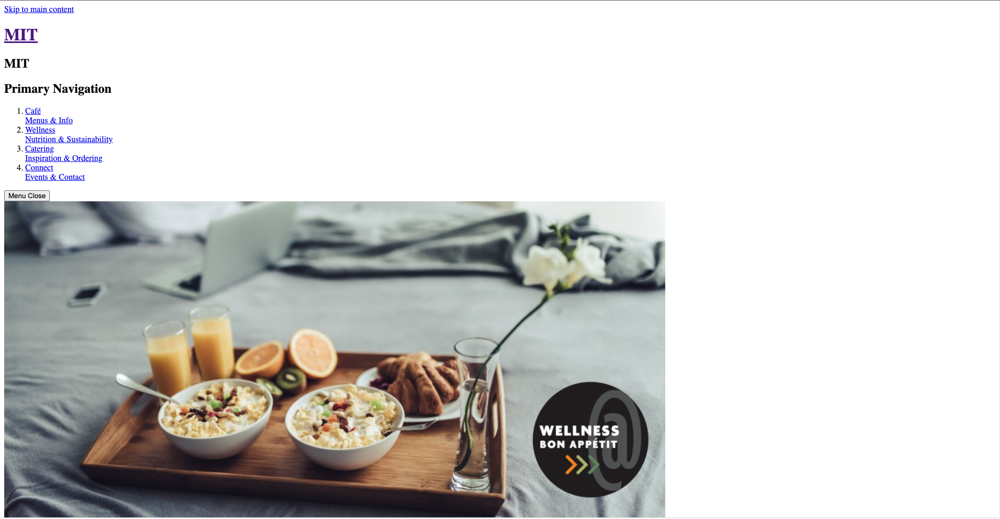 Skip to main content
MIT
MIT
Primary Navigation
1. Café
Menus & Info
2. Wellness
Nutrition & Sustainability
3. Catering
Inspiration & Ordering
4. Connect
Events & Contact
Menu Close
WELLNESS
BON APPÉTIT
@